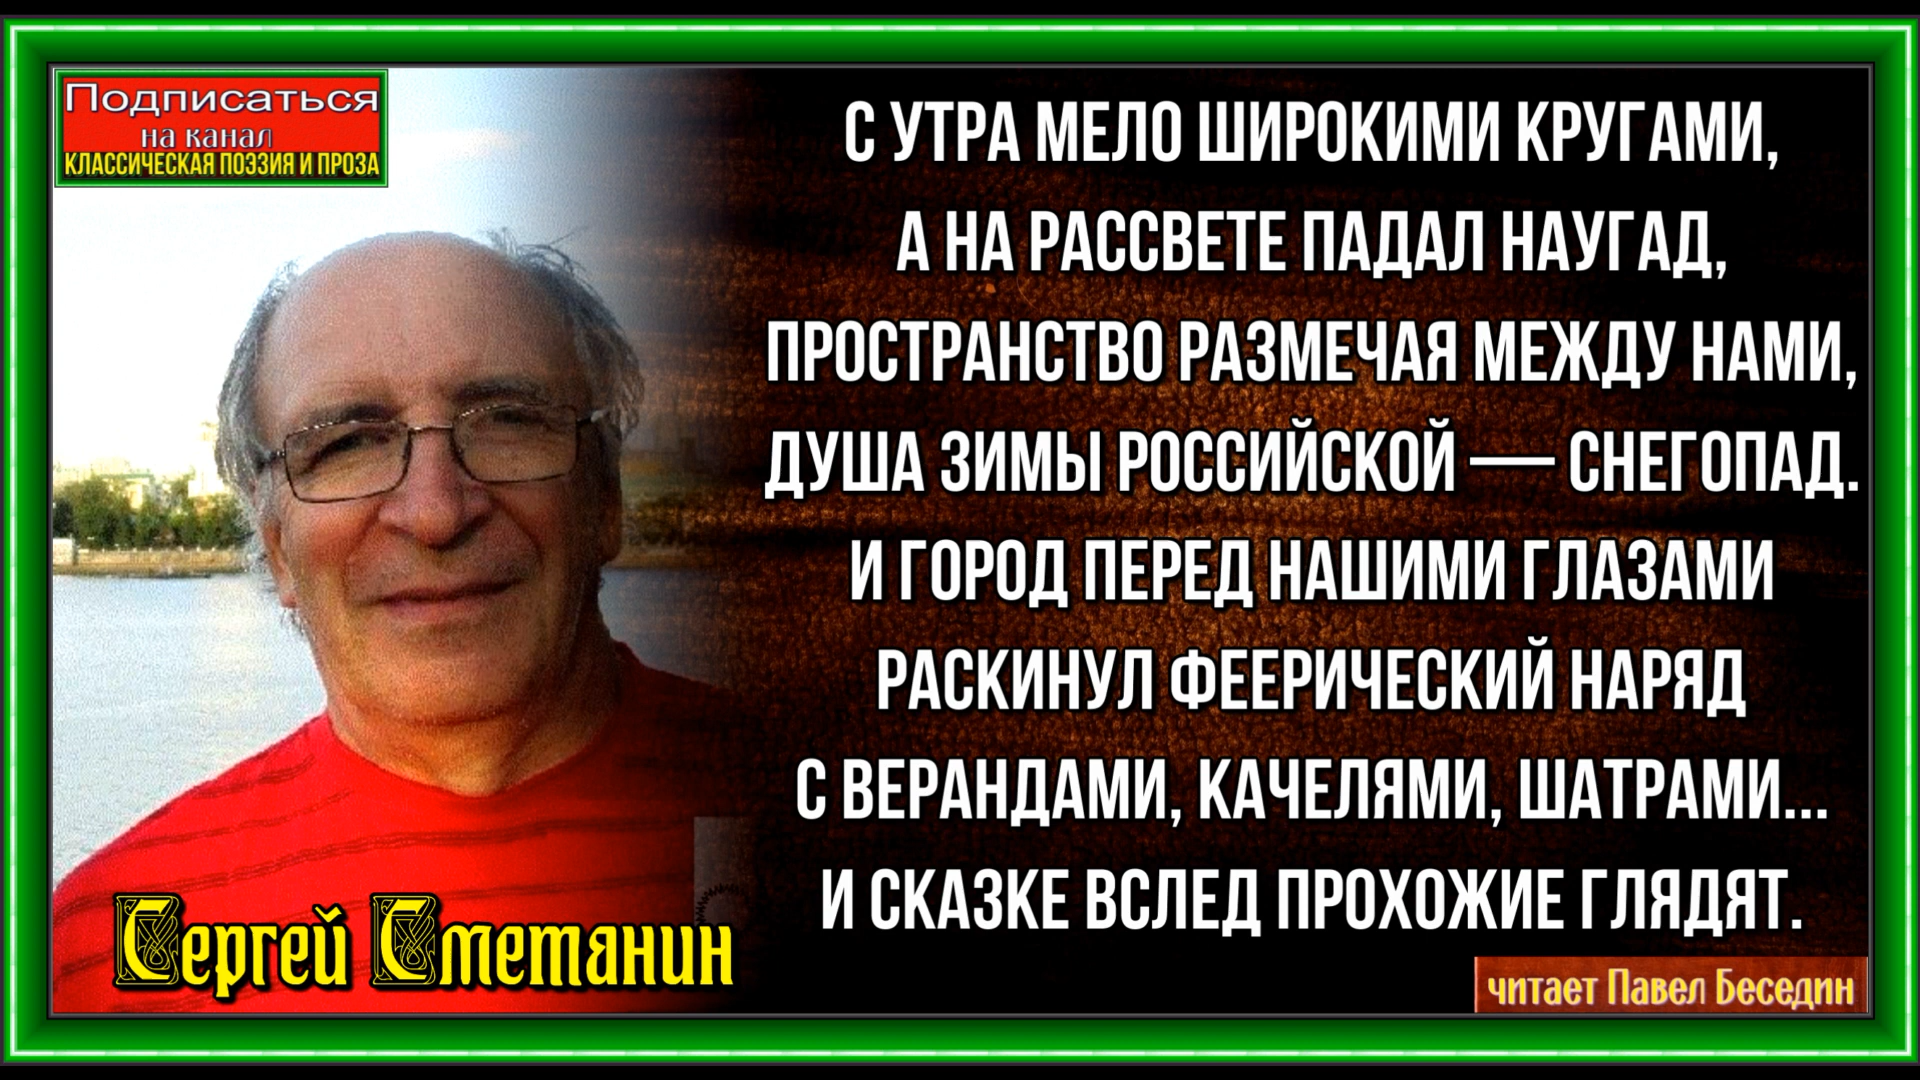 Подписаться
на канал
КЛАССИЧЕСКАЯ ПОЭЗИЯ И ПРОЗА
С УТРА МЕЛО ШИРОКИМИ КРУГАМИ,
А НА РАССВЕТЕ ПАДАЛ НАУГАД,
ПРОСТРАНСТВО РАЗМЕЧАЯ МЕЖДУ НАМИ,
ДУША ЗИМЫ РОССИЙСКОЙ — СНЕГОПАД.
И ГОРОД ПЕРЕД НАШИМИ ГЛАЗАМИ
РАСКИНУЛ ФЕЕРИЧЕСКИЙ НАРЯД
С ВЕРАНДАМИ, КАЧЕЛЯМИ, ШАТРАМИ...
И СКАЗКЕ ВСЛЕД ПРОХОЖИЕ ГЛЯДЯТ.
Сергей Сметанин
читает Павел Беседин